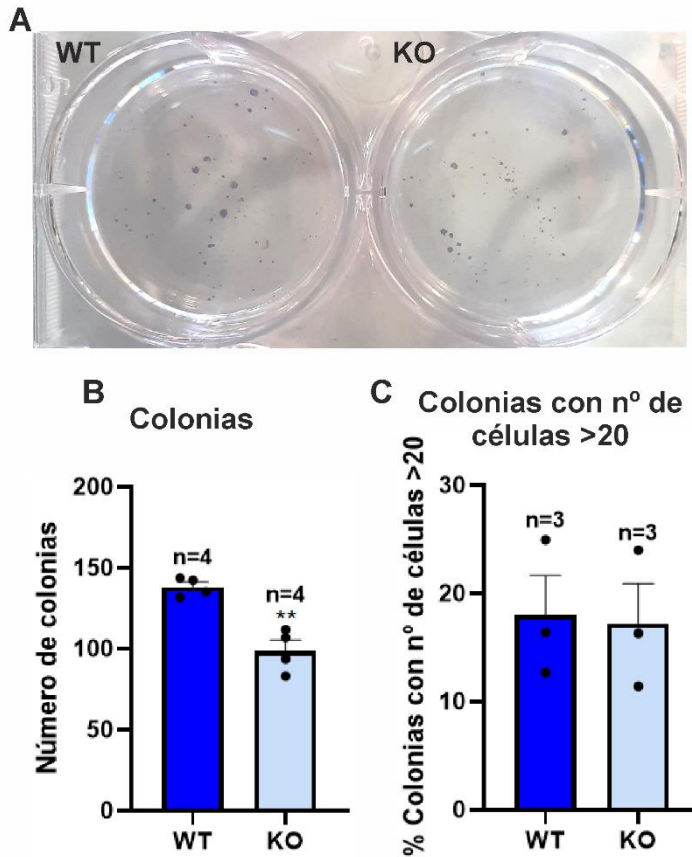 A
WT
KO
B
Colonias
Número de colonias
200
150
100
50
0
n=4
n=4
**
WT
KO
C
Colonias con nº de
células >20
% Colonias con nº de células >20
30
20
10
0
n=3
n=3
WT
KO